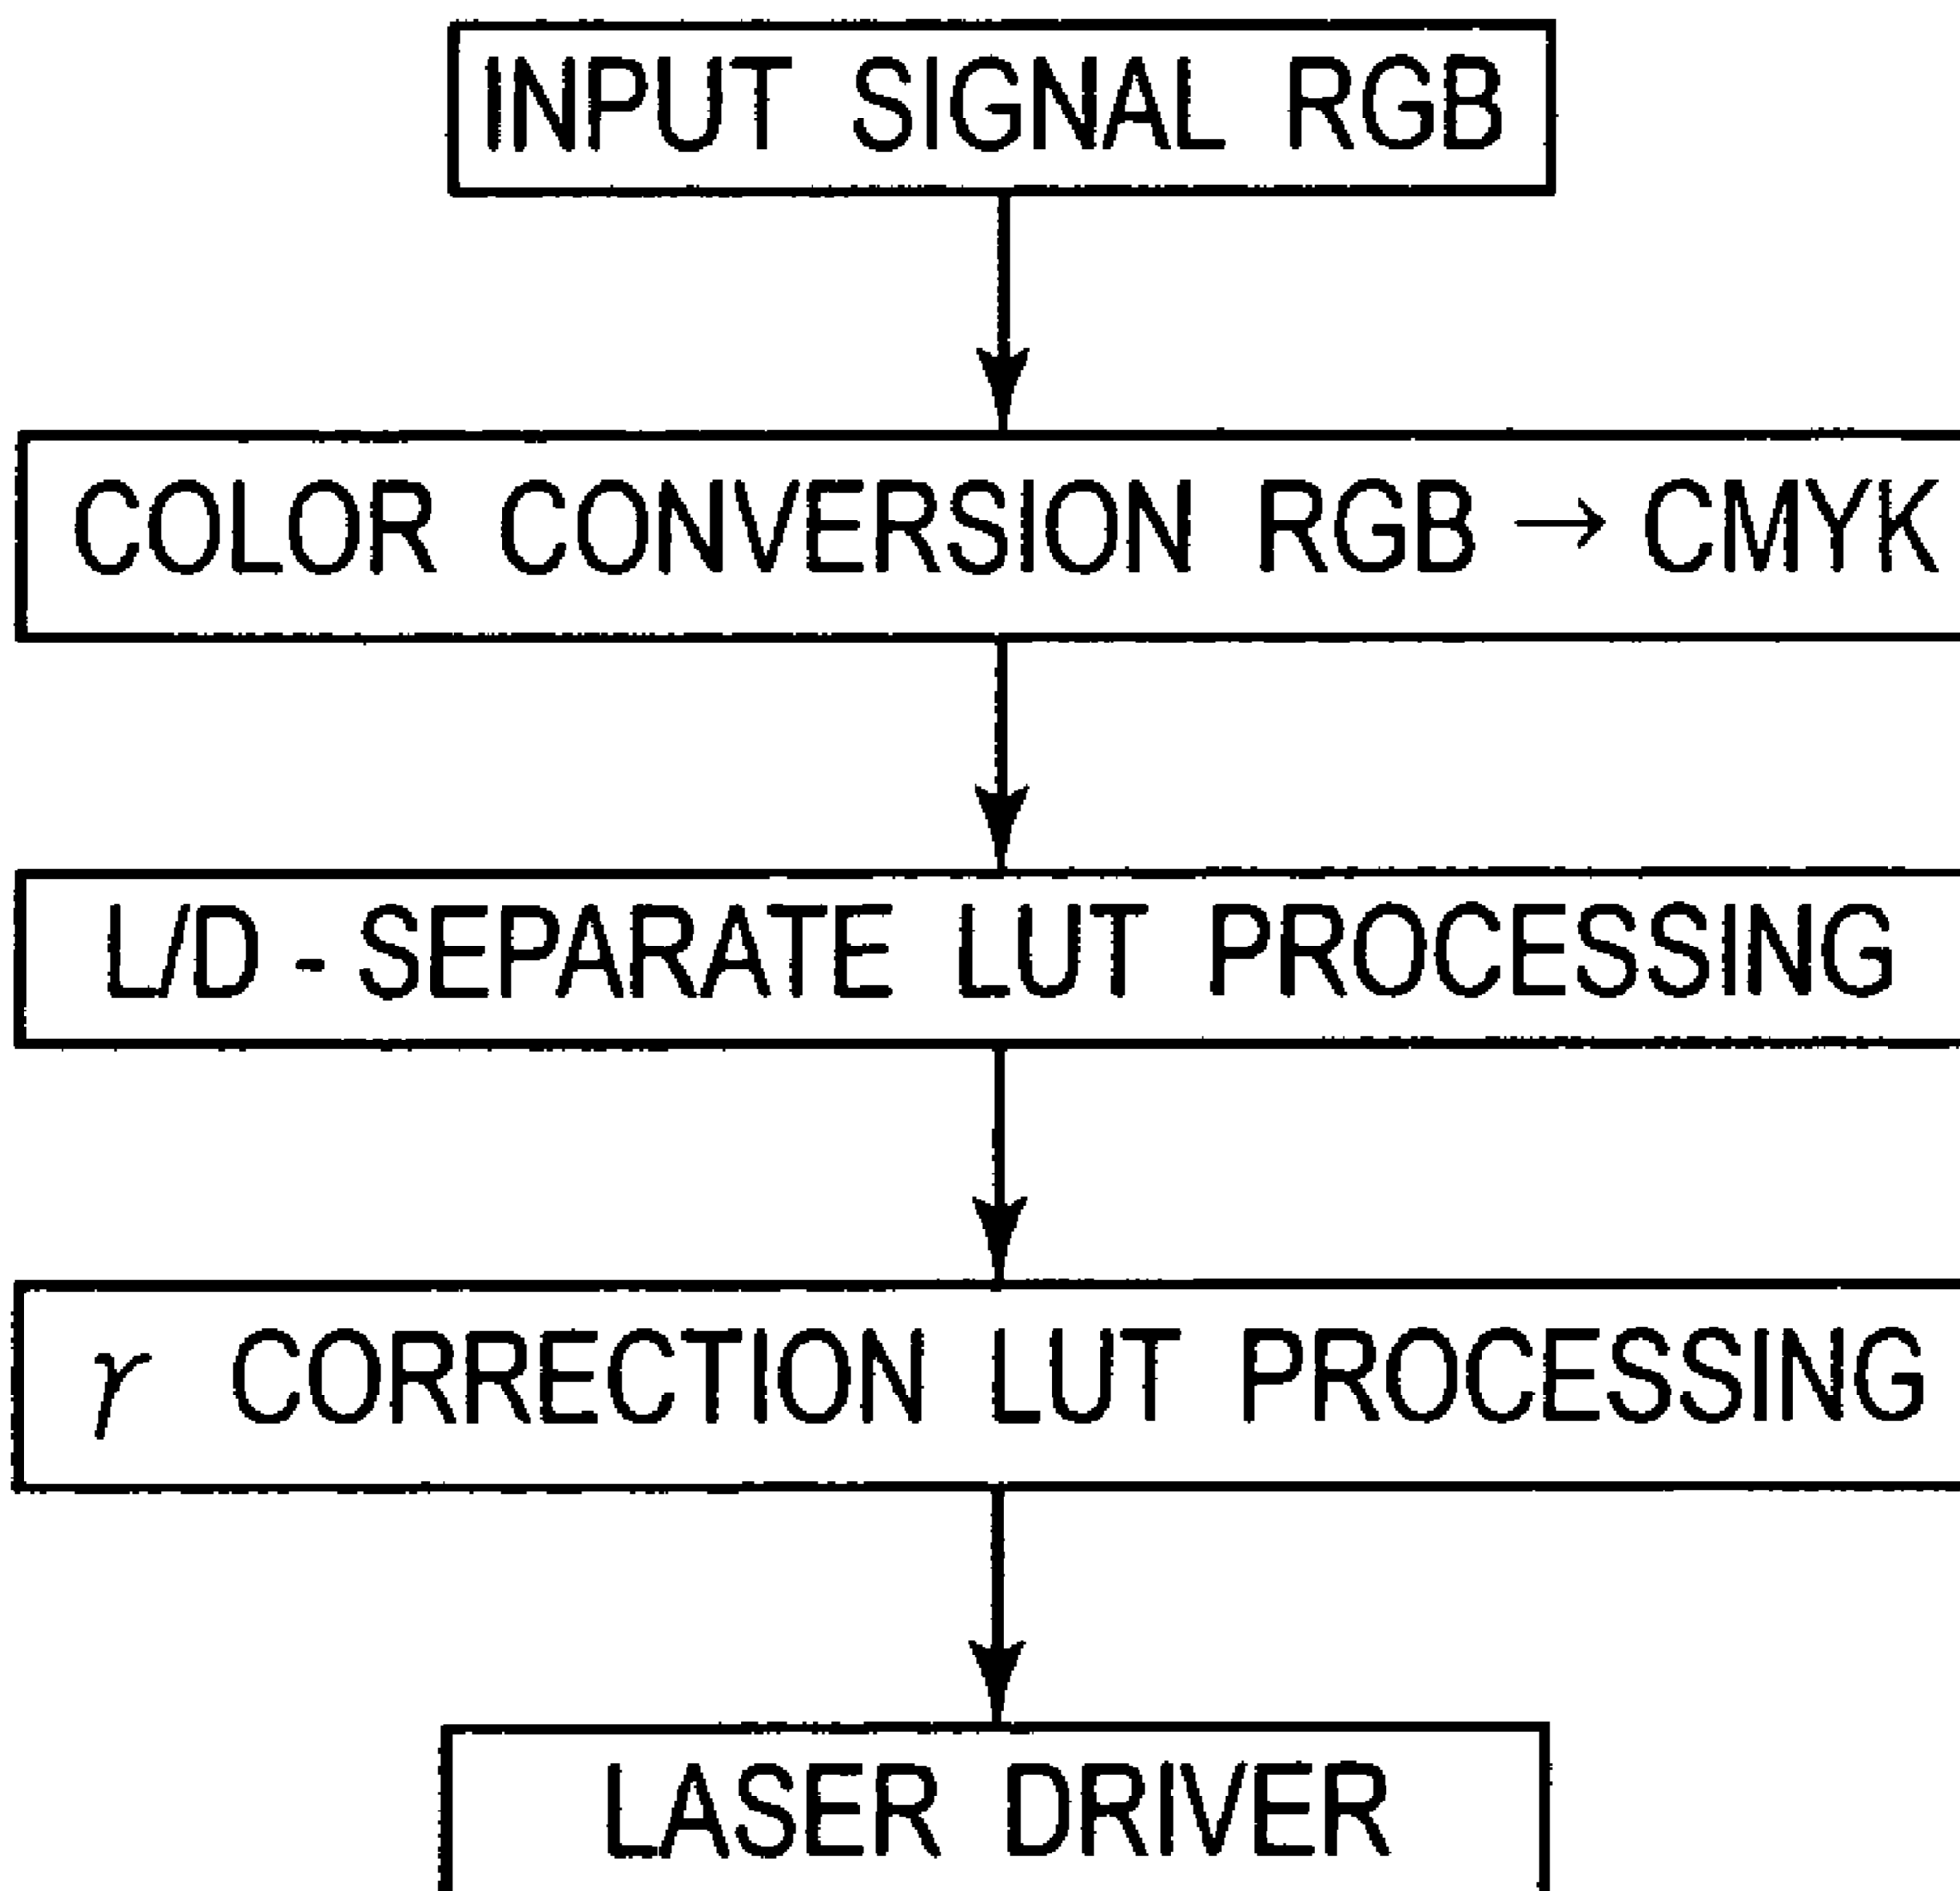 INPUT SIGNAL RGB
COLOR CONVERSION RGB → CMYK
L/D-SEPARATE LUT PROCESSING
γ CORRECTION LUT PROCESSING
LASER DRIVER